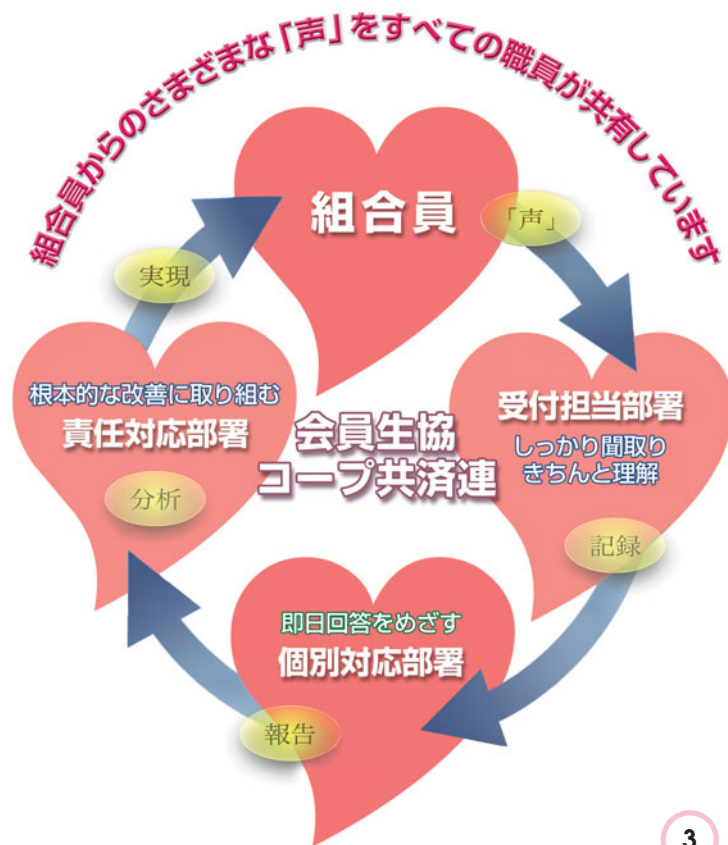 組合員からのさまざまな「声」をすべての職員が共有しています
組合員
「声」
実現
受付担当部署
しっかり聞取り
きちんと理解
記録
会員生協
コープ共済連
根本的な改善に取り組む
責任対応部署
分析
即日回答をめざす
個別対応部署
報告
3